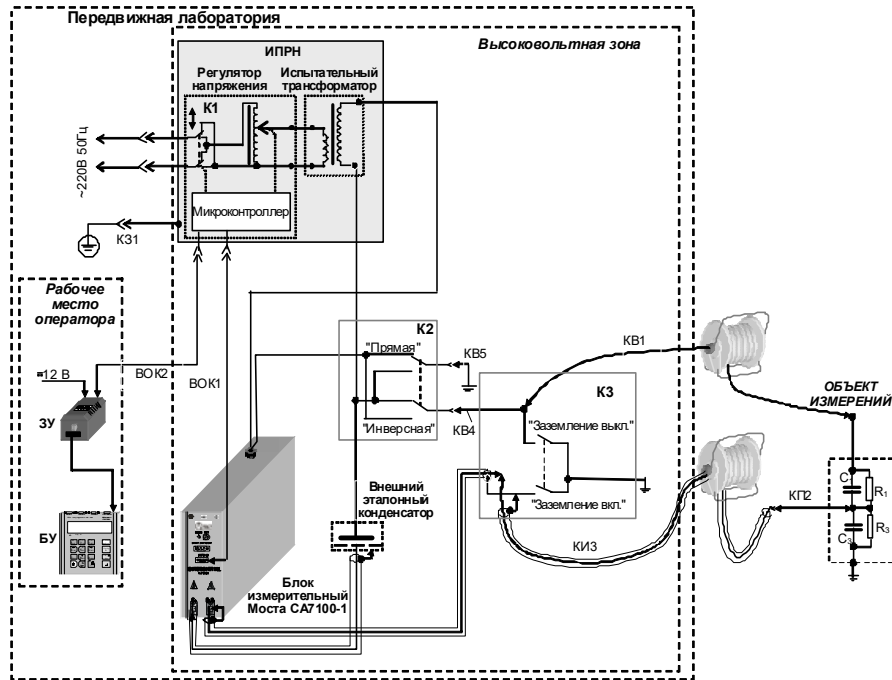 Передвижная лаборатория
Высоковольтная зона
ИПРН
Регулятор
напряжения
Испытательный
трансформатор
К1
~220В 50Гц
Микроконтроллер
КЗ1
Рабочее
место
оператора
=12 В
ВОК2
ВОК1
ЗУ
БУ
К2
"Прямая"
КВ5
"Инверсная"
КВ4
КВ1
К3
"Заземление выкл."
"Заземление вкл."
Внешний
эталонный
конденсатор
КИ3
Блок
измерительный
Моста СА7100-1
ОБЪЕКТ
ИЗМЕРЕНИЙ
КП2
R1
C3
R3